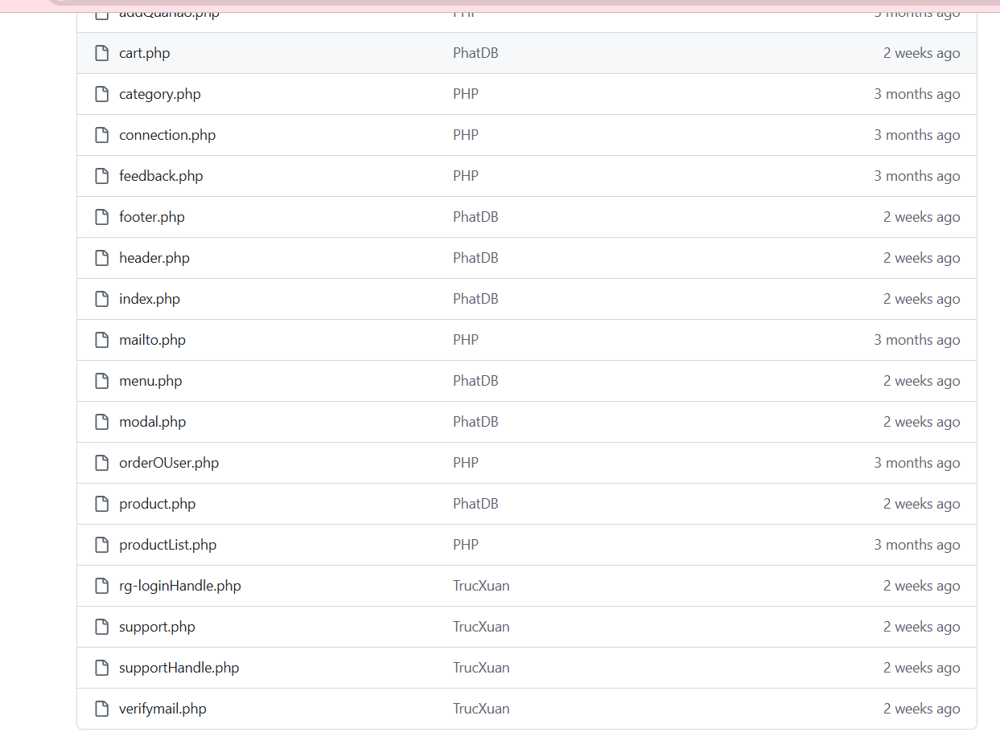 addQuanao.php PHP 3 months ago
cart.php PhatDB 2 weeks ago
category.php PHP 3 months ago
connection.php PHP 3 months ago
feedback.php PHP 3 months ago
footer.php PhatDB 2 weeks ago
header.php PhatDB 2 weeks ago
index.php PhatDB 2 weeks ago
mailto.php PHP 3 months ago
menu.php PhatDB 2 weeks ago
modal.php PhatDB 2 weeks ago
orderOUser.php PHP 3 months ago
product.php PhatDB 2 weeks ago
productList.php PHP 3 months ago
rg-loginHandle.php TrucXuan 2 weeks ago
support.php TrucXuan 2 weeks ago
supportHandle.php TrucXuan 2 weeks ago
verifymail.php TrucXuan 2 weeks ago